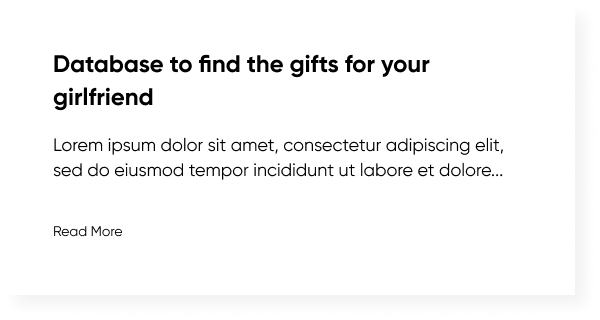 Database to find the gifts for your
girlfriend
Lorem ipsum dolor sit amet, consectetur adipiscing elit,
sed do eiusmod tempor incididunt ut labore et dolore...
Read More